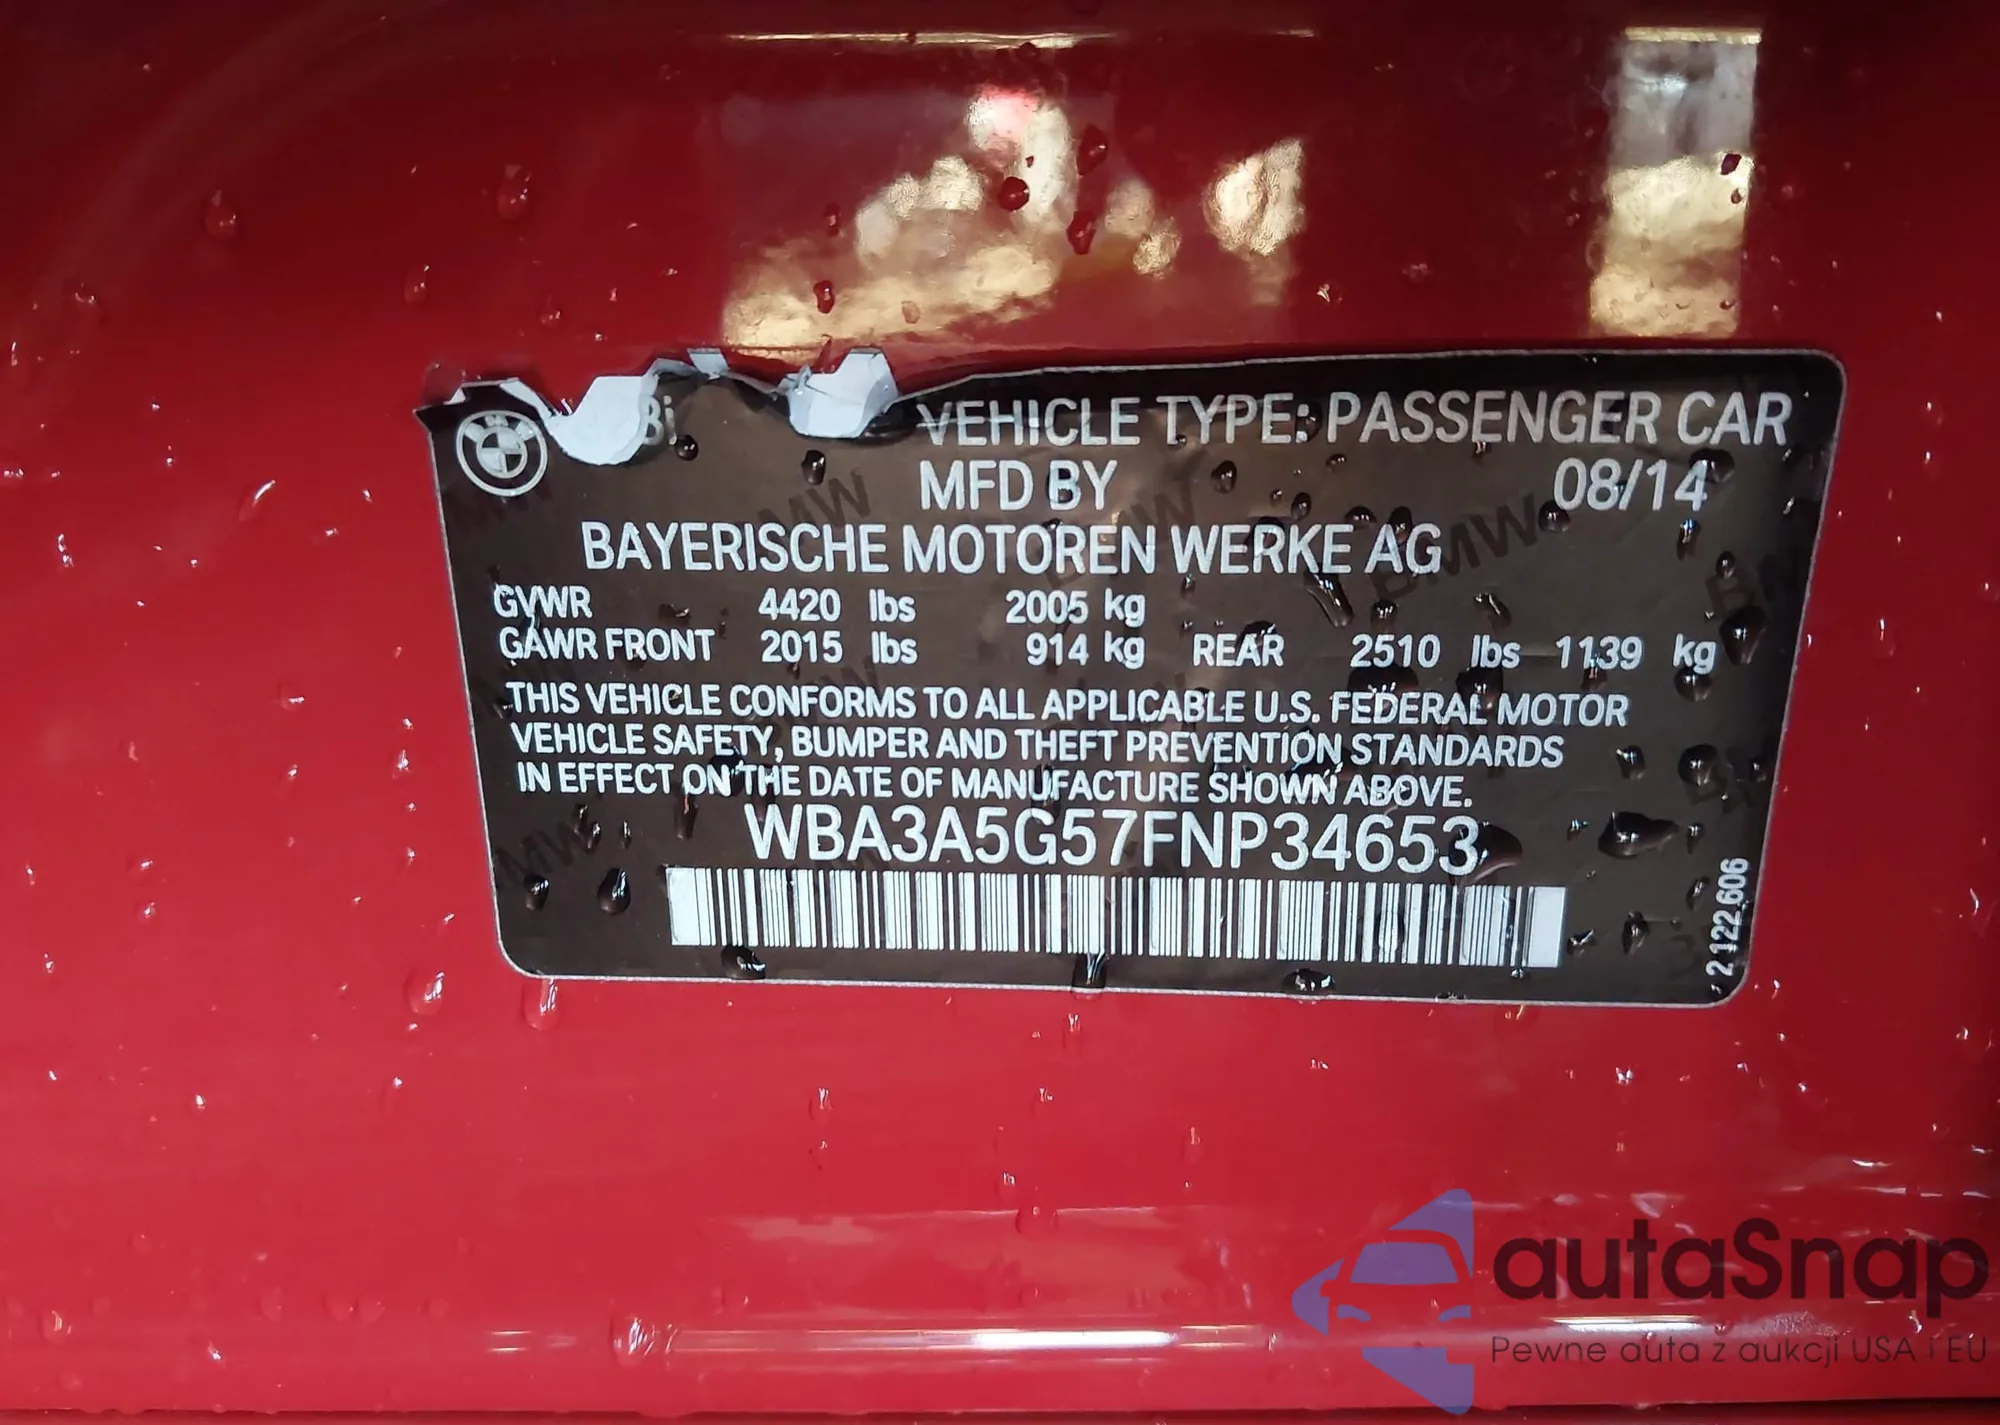 8i VEHICLE TYPE: PASSENGER CAR
MFD BY 08/14
BAYERISCHE MOTOREN WERKE AG
GVWR 4420 lbs 2005 kg
GAWR FRONT 2015 lbs 914 kg REAR 2510 lbs 1139 kg
THIS VEHICLE CONFORMS TO ALL APPLICABLE U.S. FEDERAL MOTOR
VEHICLE SAFETY, BUMPER AND THEFT PREVENTION STANDARDS
IN EFFECT ON THE DATE OF MANUFACTURE SHOWN ABOVE.
WBA3A5G57FNP34653
2 122 606
autaSnap
Pewne auta z aukcji USA i EU